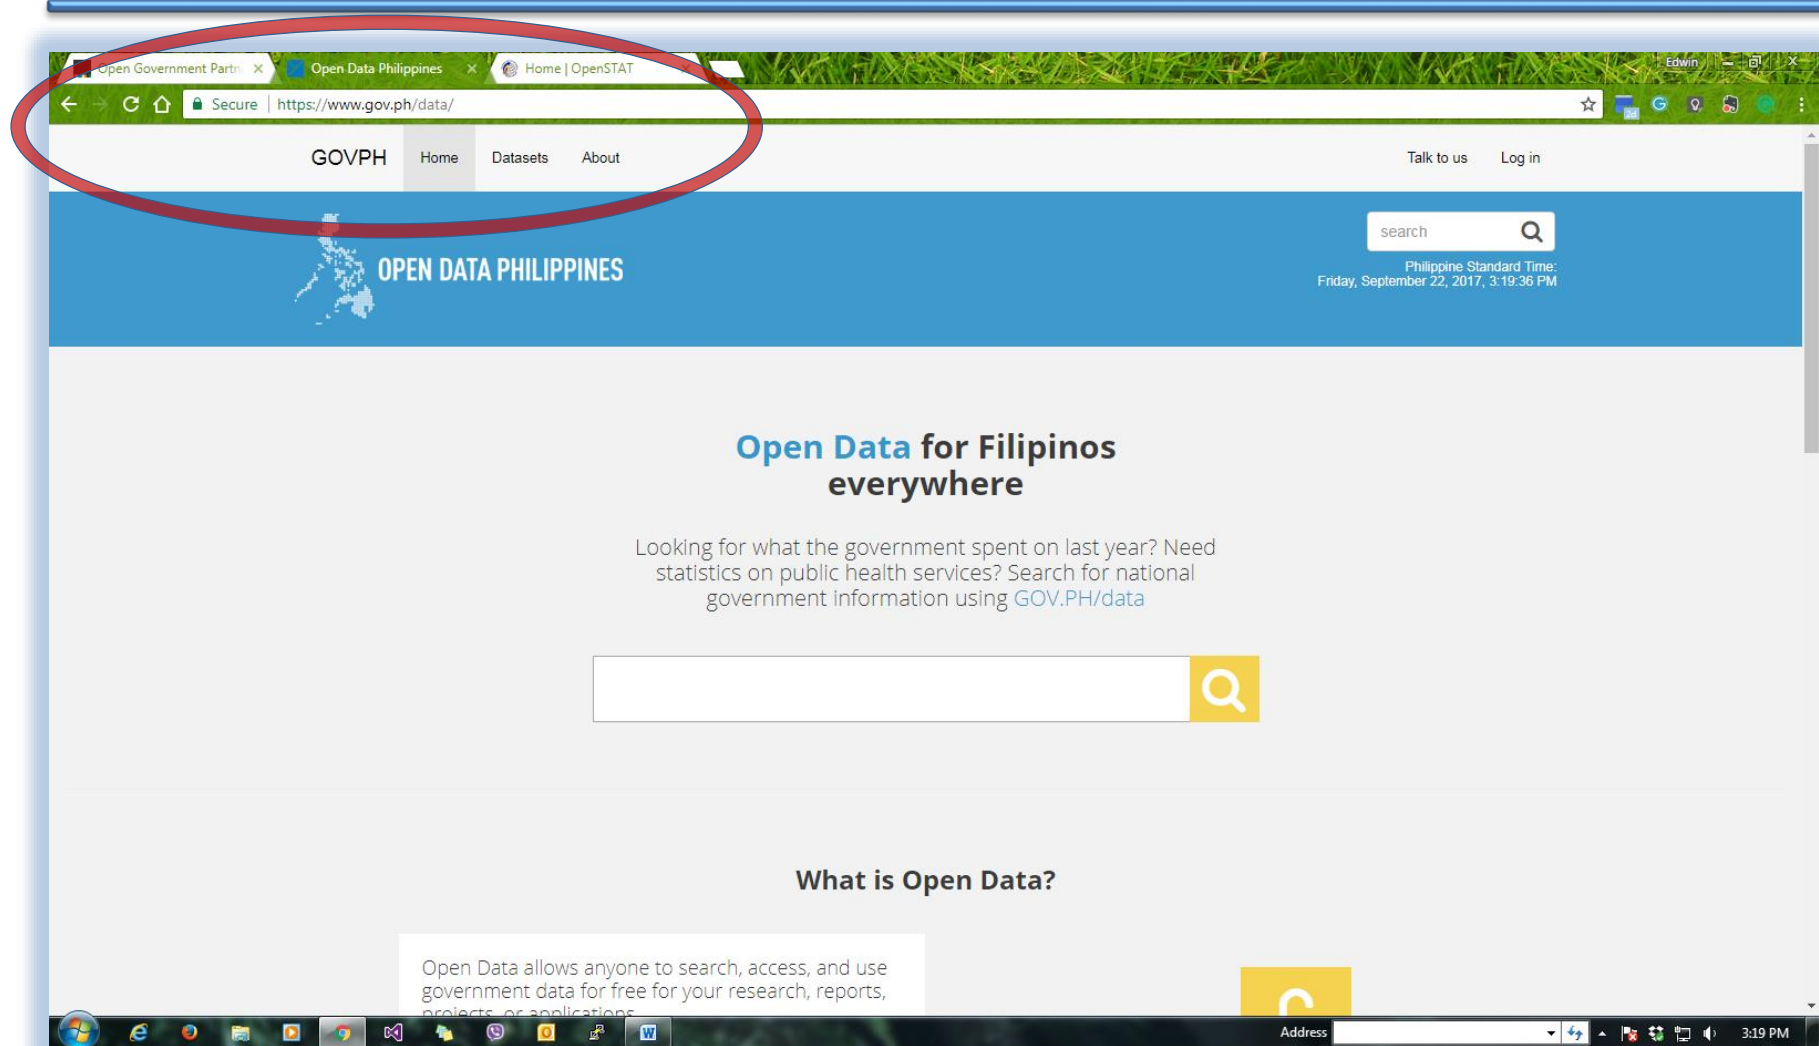 Open Government Partn
Open Data Philippines
Home | OpenSTAT
Edwin
Secure | https://www.gov.ph/data/
GOVPH
Home
Datasets
About
Talk to us
Log in
OPEN DATA PHILIPPINES
search
Philippine Standard Time:
Friday, September 22, 2017, 3:19:36 PM
Open Data for Filipinos
everywhere
Looking for what the government spent on last year? Need
statistics on public health services? Search for national
government information using GOV.PH/data
What is Open Data?
Open Data allows anyone to search, access, and use
government data for free for your research, reports,
projects, or applications
Address
3:19 PM